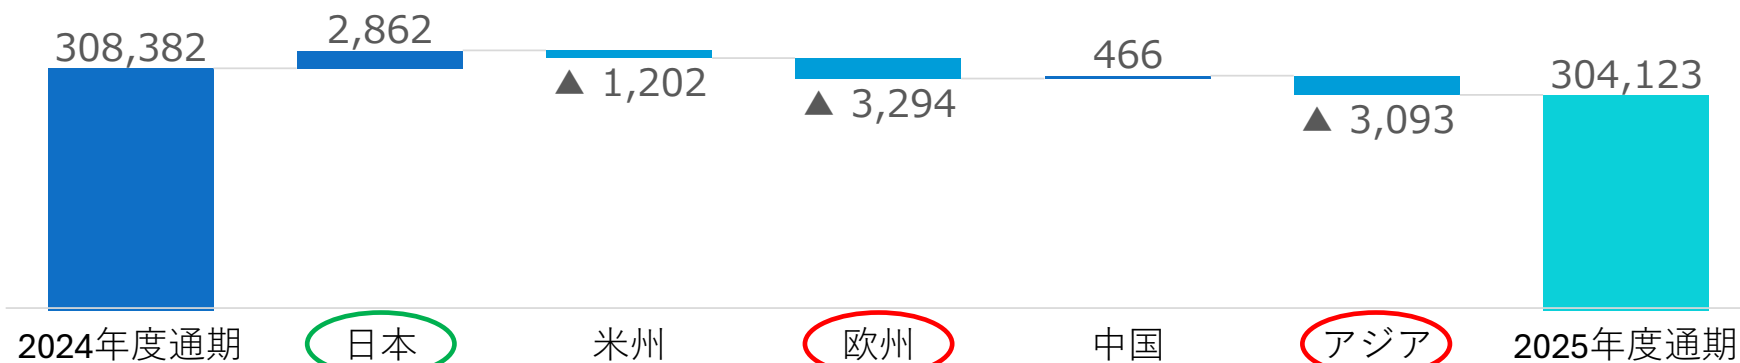 308,382
2,862
▲ 1,202
▲ 3,294
466
▲ 3,093
304,123
2024年度通期
日本
米州
欧州
中国
アジア
2025年度通期